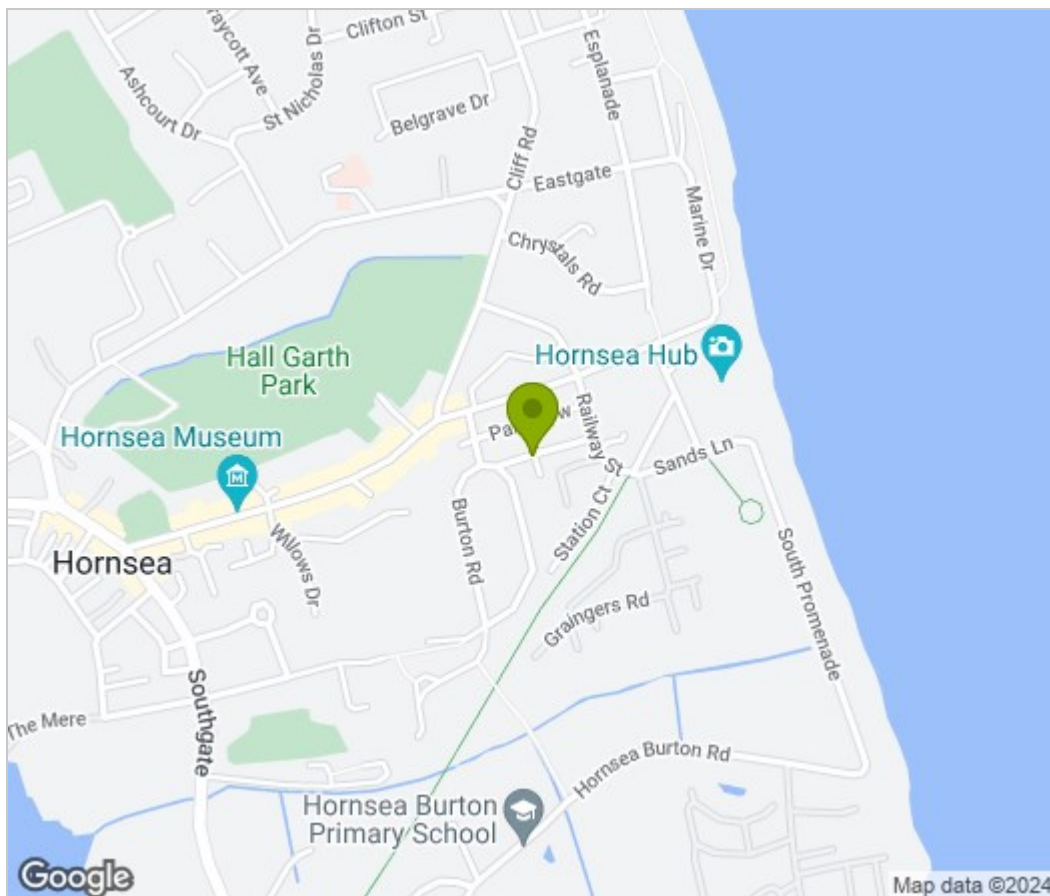 Clifton St
aycott Ave
St Nicholas Dr
Ashcourt Dr
Belgrave Dr
Esplanade
Cliff Rd
Eastgate
Marine Dr
Chrystals Rd
Hall Garth
Park
Hornsea Hub
Hornsea Museum
Railway St
Sands Ln
Burton Rd
Station Ct
Willows Dr
Hornsea
Graingers Rd
South Promenade
Southgate
The Mere
Hornsea Burton Rd
Hornsea Burton
Primary School
Google
Map data ©2024